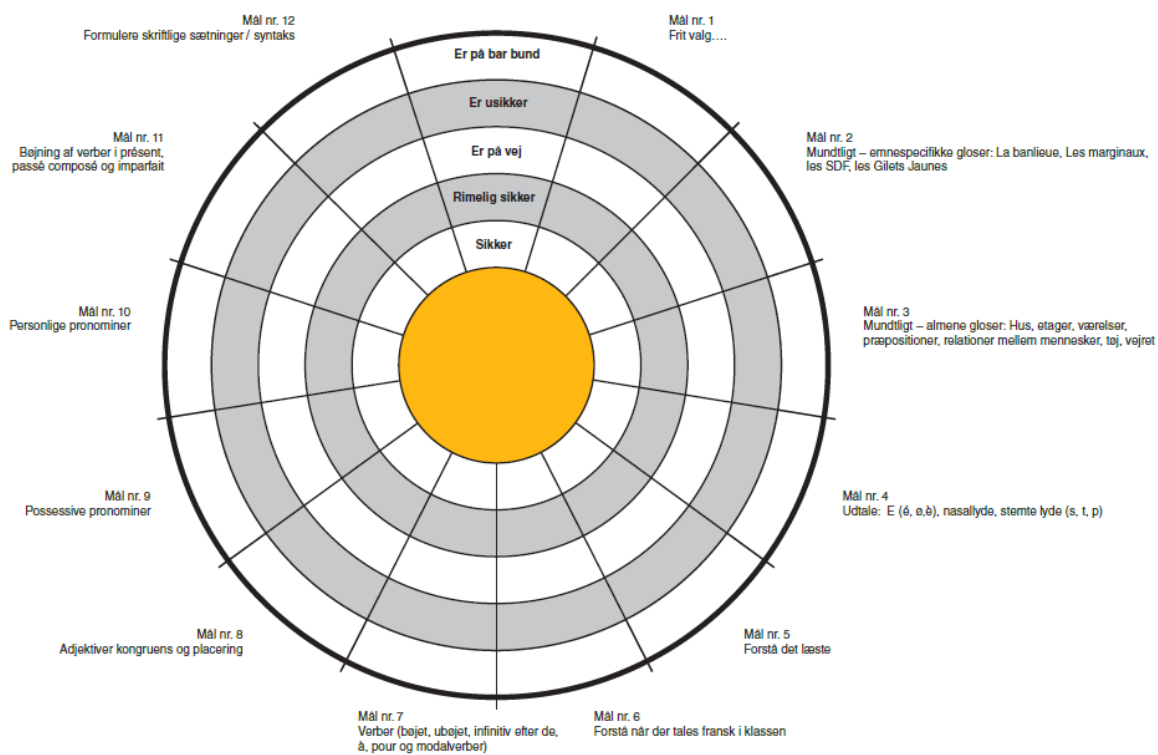 Mål nr. 12
Formulere skriftlige sætninger / syntaks
Mål nr. 1
Frit valg….
Er på bar bund
Er usikker
Er på vej
Rimelig sikker
Sikker
Mål nr. 2
Mundtligt – emnespecifikke gloser: La banlieue, Les marginaux,
les SDF, les Gilets Jaunes
Mål nr. 3
Mundtligt – almene gloser: Hus, etager, værelser,
præpositioner, relationer mellem mennesker, tøj, vejret
Mål nr. 4
Udtale: E (é, ø,è), nasallyde, stemte lyde (s, t, p)
Mål nr. 5
Forstå det læste
Mål nr. 6
Forstå når der tales fransk i klassen
Mål nr. 7
Verber (bøjet, ubøjet, infinitiv efter de,
à, pour og modalverber)
Mål nr. 8
Adjektiver kongruens og placering
Mål nr. 9
Possessive pronominer
Mål nr. 10
Personlige pronominer
Mål nr. 11
Bøjning af verber i présent,
passé composé og imparfait